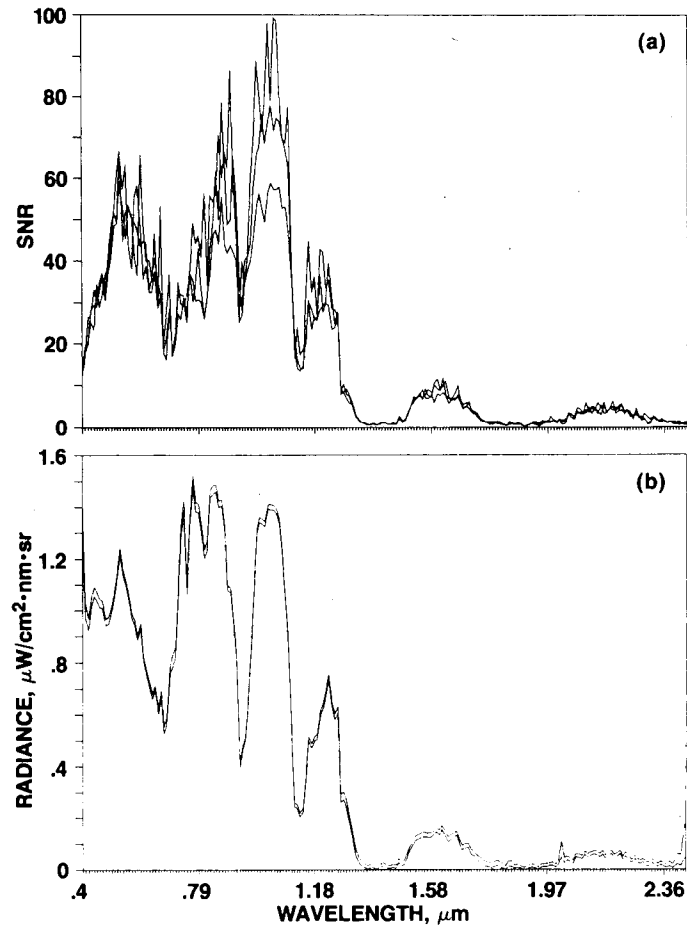 100
80
60
40
20
0
SNR
(a)
1.6
1.2
.8
.4
0
RADIANCE, μW/cm²·nm·sr
(b)
.4 .79 1.18 1.58 1.97 2.36
WAVELENGTH, μm